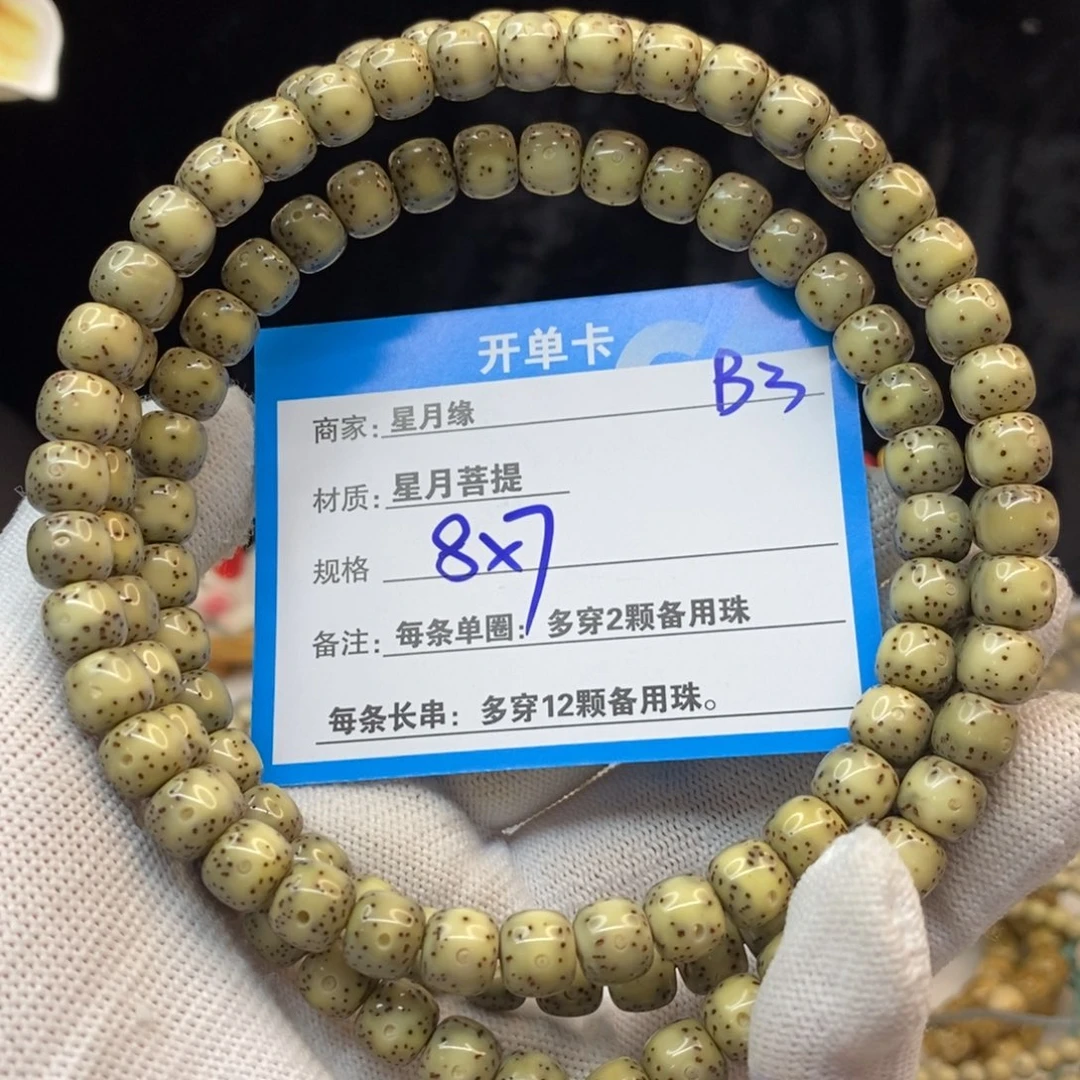 开单卡
B3
商家:星月缘
材质:星月菩提
规格 8x7
备注:每条单圈:多穿2颗备用珠
每条长串:多穿12颗备用珠。